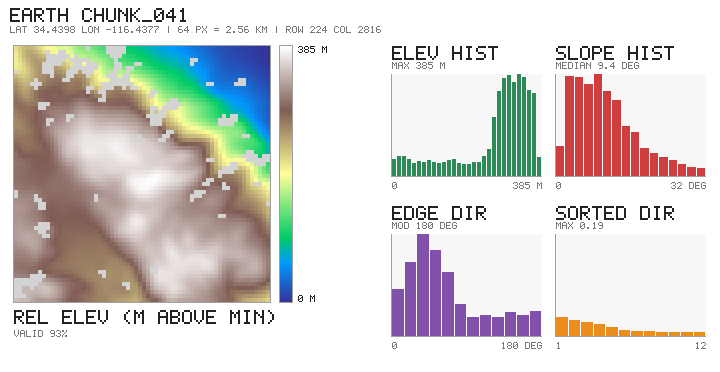 EARTH CHUNK_041
LAT 34.4398 LON -116.4377 | 64 PX = 2.56 KM | ROW 224 COL 2816
385 M
0 M
REL ELEV (M ABOVE MIN)
VALID 93%
ELEV HIST
MAX 385 M
0 385 M
SLOPE HIST
MEDIAN 9.4 DEG
0 32 DEG
EDGE DIR
MOD 180 DEG
0 180 DEG
SORTED DIR
MAX 0.19
1 12